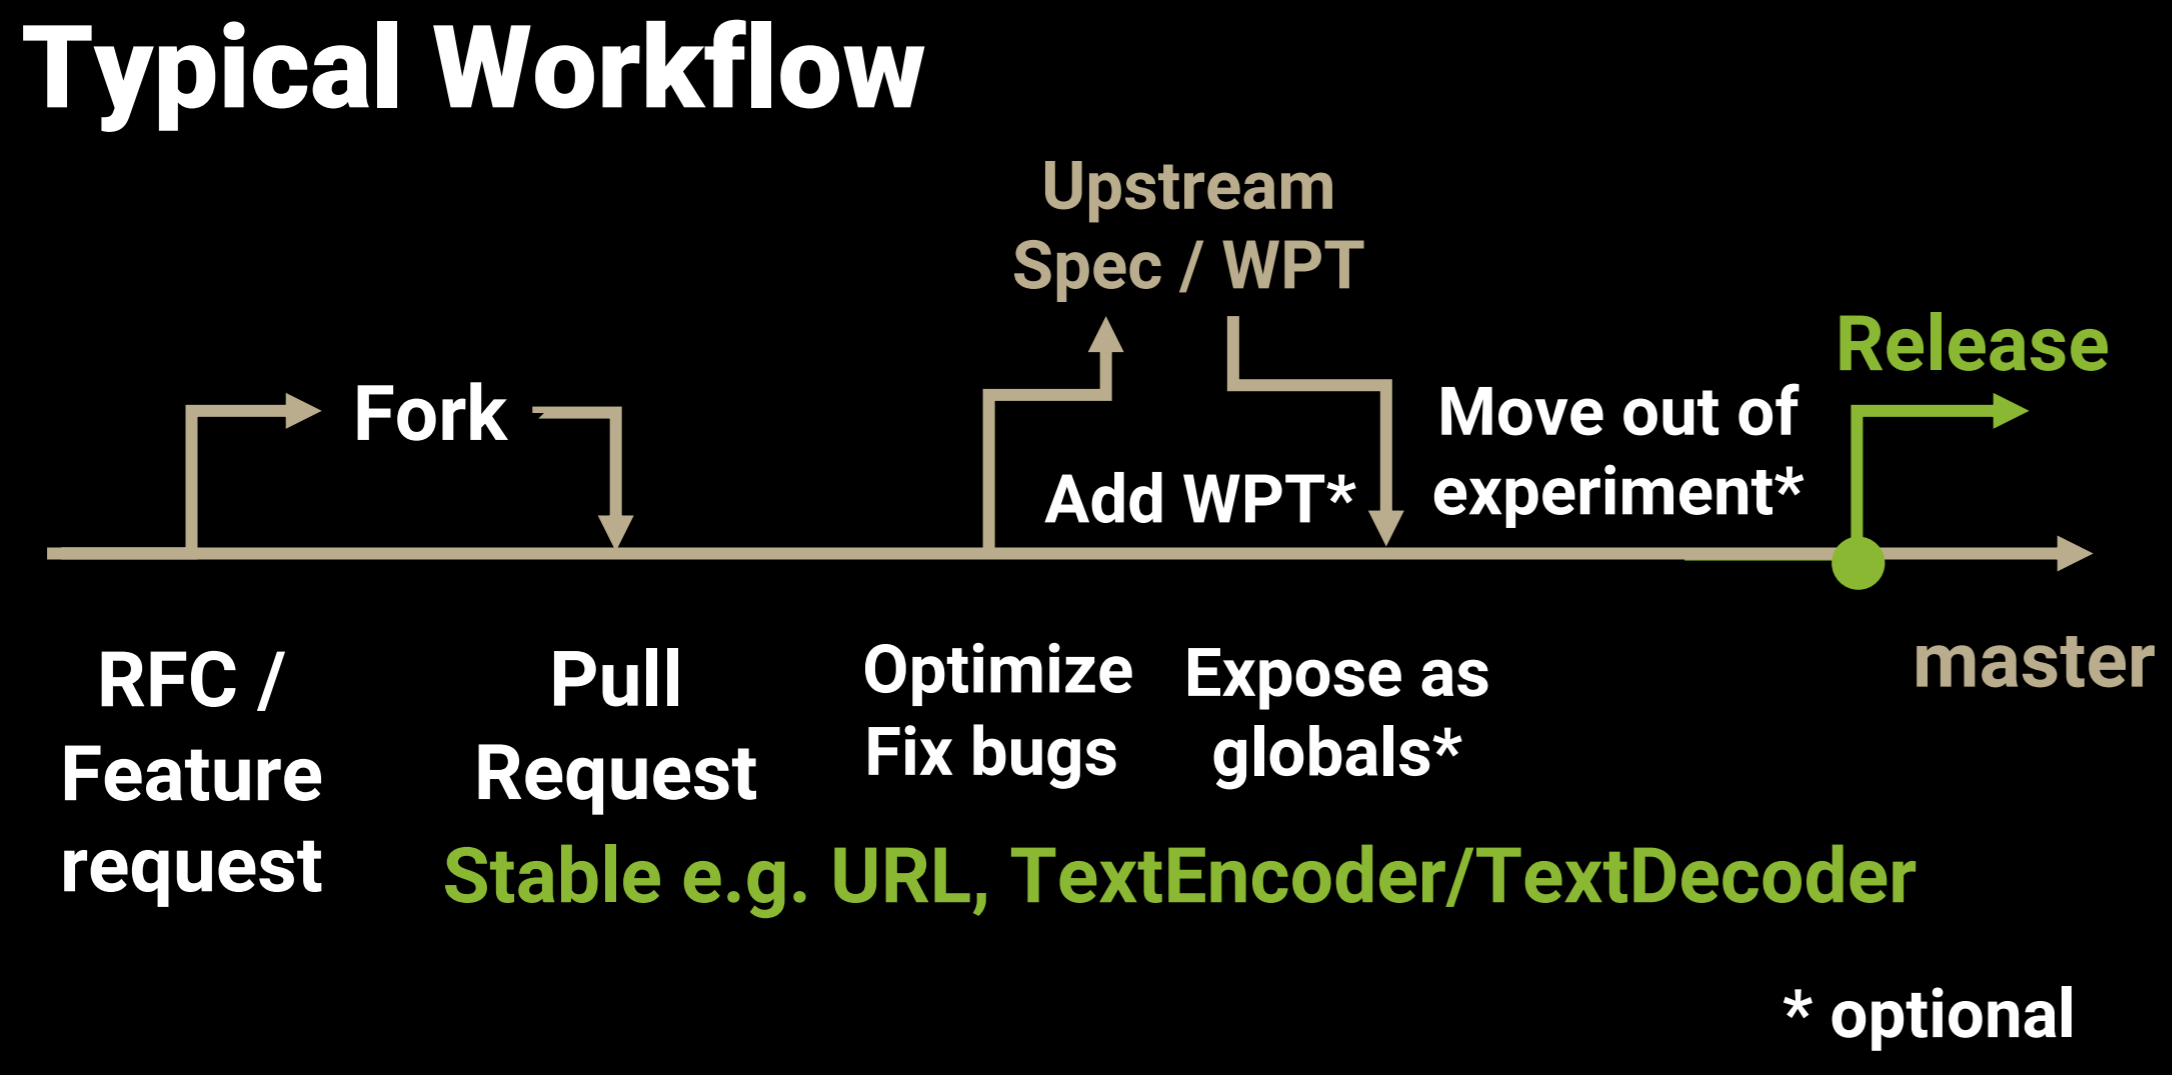 Typical Workflow
Upstream
Spec / WPT
Release
Fork
Move out of
experiment*
Add WPT*
RFC /
Feature
request
Pull
Request
Optimize
Fix bugs
Expose as
globals*
master
Stable e.g. URL, TextEncoder/TextDecoder
* optional